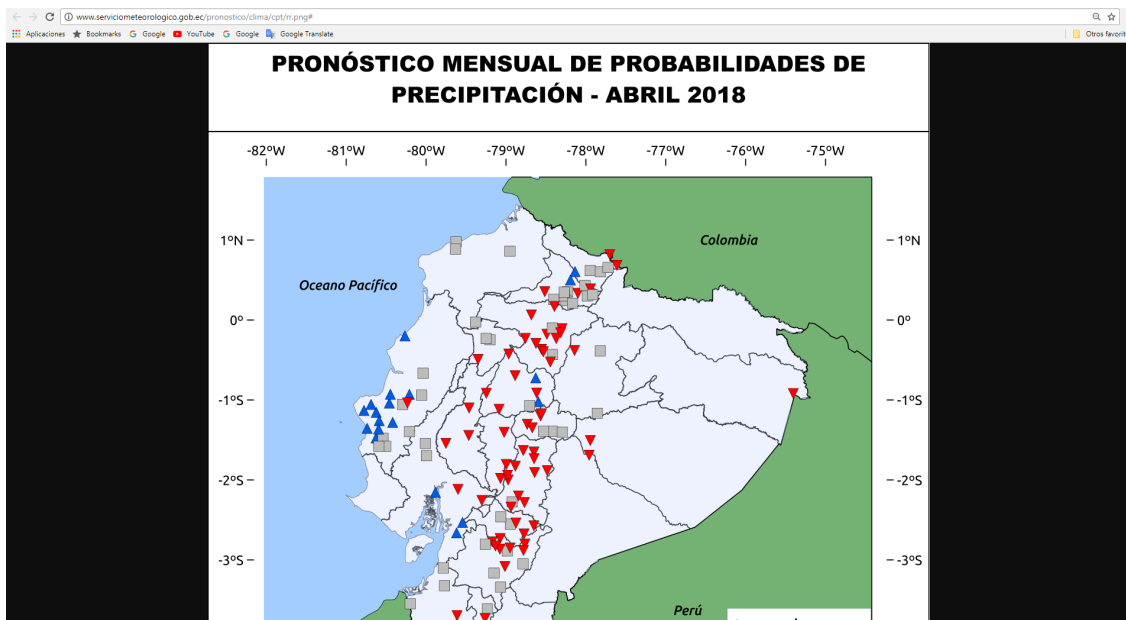 www.serviciometeorologico.gob.ec/pronostico/clima/cpt/rr.png#
Aplicaciones Bookmarks Google YouTube Google Google Translate Otros favorit
PRONÓSTICO MENSUAL DE PROBABILIDADES DE
PRECIPITACIÓN - ABRIL 2018
-82ºW -81ºW -80ºW -79ºW -78ºW -77ºW -76ºW -75ºW
1ºN Colombia 1ºN
Oceano Pacífico
0º 0º
-1ºS -1ºS
-2ºS -2ºS
-3ºS -3ºS
Perú